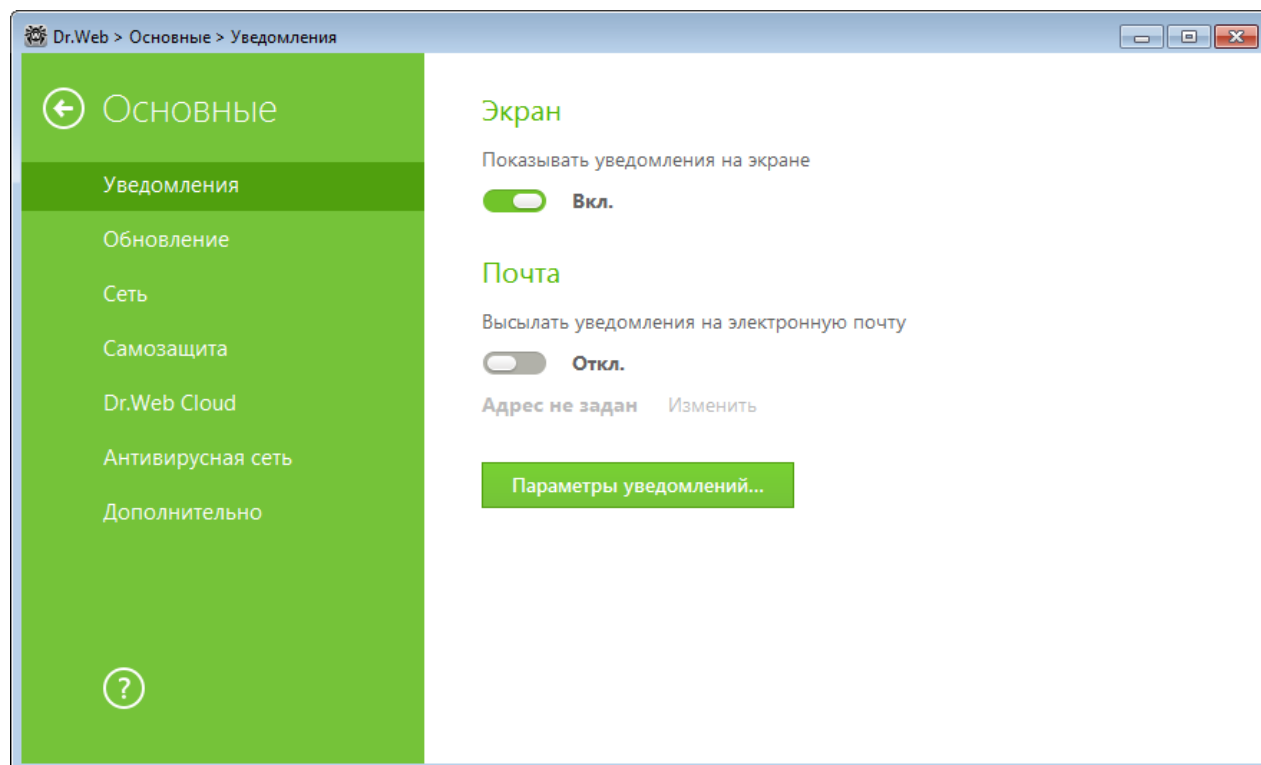 Dr.Web > Основные > Уведомления
Основные
Уведомления
Обновление
Сеть
Самозащита
Dr.Web Cloud
Антивирусная сеть
Дополнительно
?
Экран
Показывать уведомления на экране
Вкл.
Почта
Высылать уведомления на электронную почту
Откл.
Адрес не задан Изменить
Параметры уведомлений...